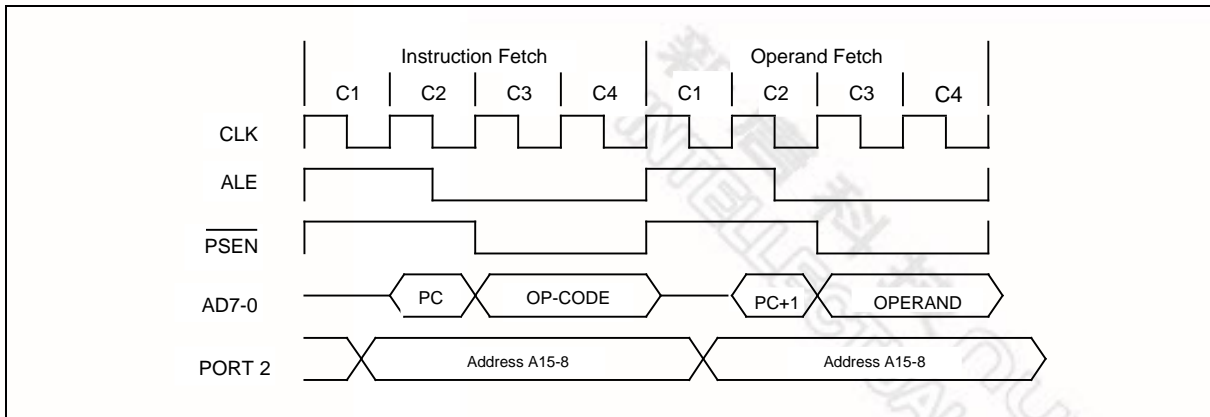 Instruction Fetch Operand Fetch
C1 C2 C3 C4 C1 C2 C3 C4
CLK
ALE
PSEN
AD7-0 PC OP-CODE PC+1 OPERAND
PORT 2 Address A15-8 Address A15-8